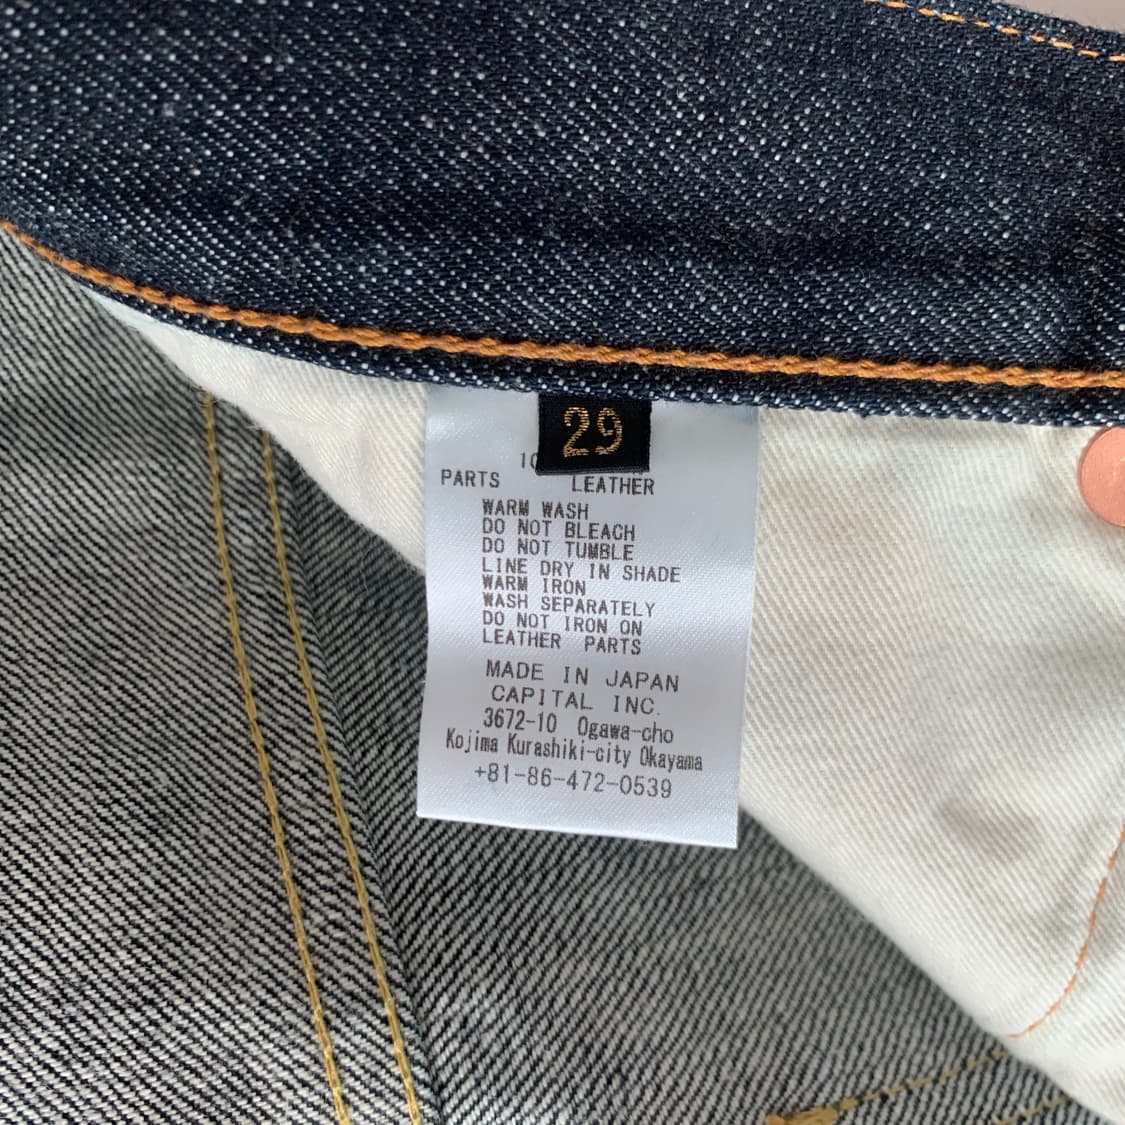 29
PARTS LEATHER
WARM WASH
DO NOT BLEACH
DO NOT TUMBLE
LINE DRY IN SHADE
WARM IRON
WASH SEPARATELY
DO NOT IRON ON
LEATHER PARTS
MADE IN JAPAN
CAPITAL INC.
3672-10 Ogawa-cho
Kojima Kurashiki-city Okayama
+81-86-472-0539